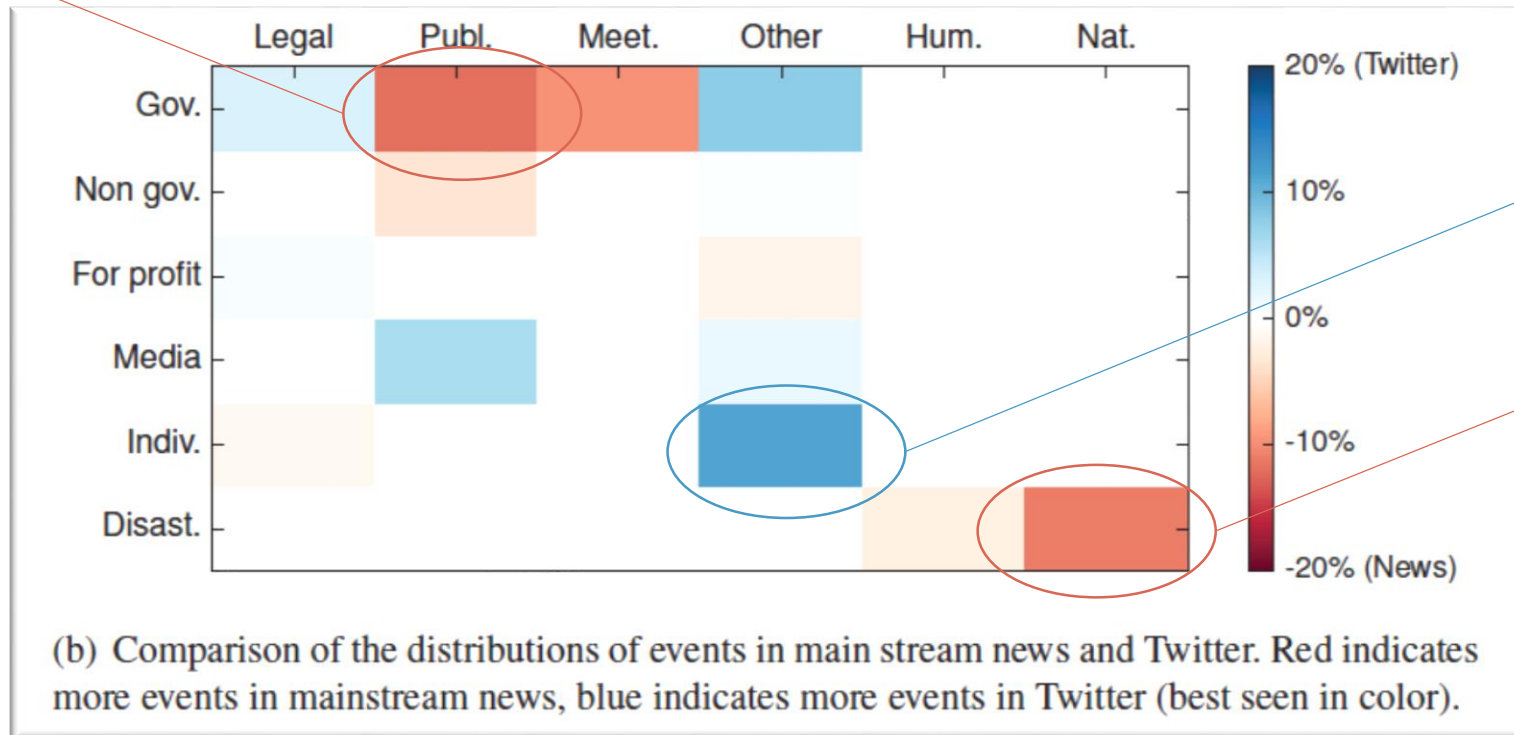 Legal Publ. Meet. Other Hum. Nat.
20% (Twitter)
Gov.
Non gov.
10%
For profit
0%
Media
Indiv.
-10%
Disast.
-20% (News)
(b) Comparison of the distributions of events in main stream news and Twitter. Red indicates
more events in mainstream news, blue indicates more events in Twitter (best seen in color).